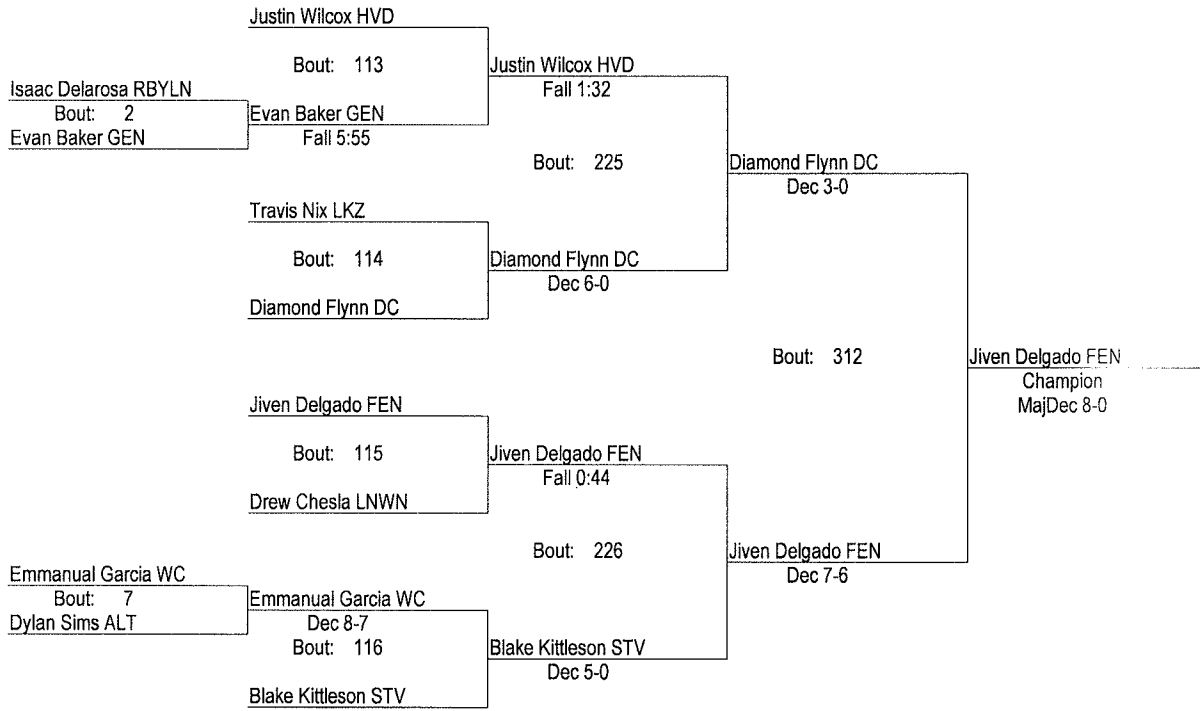 Justin Wilcox HVD
Bout: 113
Justin Wilcox HVD
Fall 1:32
Isaac Delarosa RBYLN
Bout: 2
Evan Baker GEN
Evan Baker GEN
Fall 5:55
Bout: 225
Diamond Flynn DC
Dec 3-0
Travis Nix LKZ
Bout: 114
Diamond Flynn DC
Dec 6-0
Diamond Flynn DC
Bout: 312
Jiven Delgado FEN
Champion
MajDec 8-0
Jiven Delgado FEN
Bout: 115
Jiven Delgado FEN
Fall 0:44
Drew Chesla LNWN
Bout: 226
Jiven Delgado FEN
Dec 7-6
Emmanual Garcia WC
Bout: 7
Dylan Sims ALT
Emmanual Garcia WC
Dec 8-7
Bout: 116
Blake Kittleson STV
Dec 5-0
Blake Kittleson STV